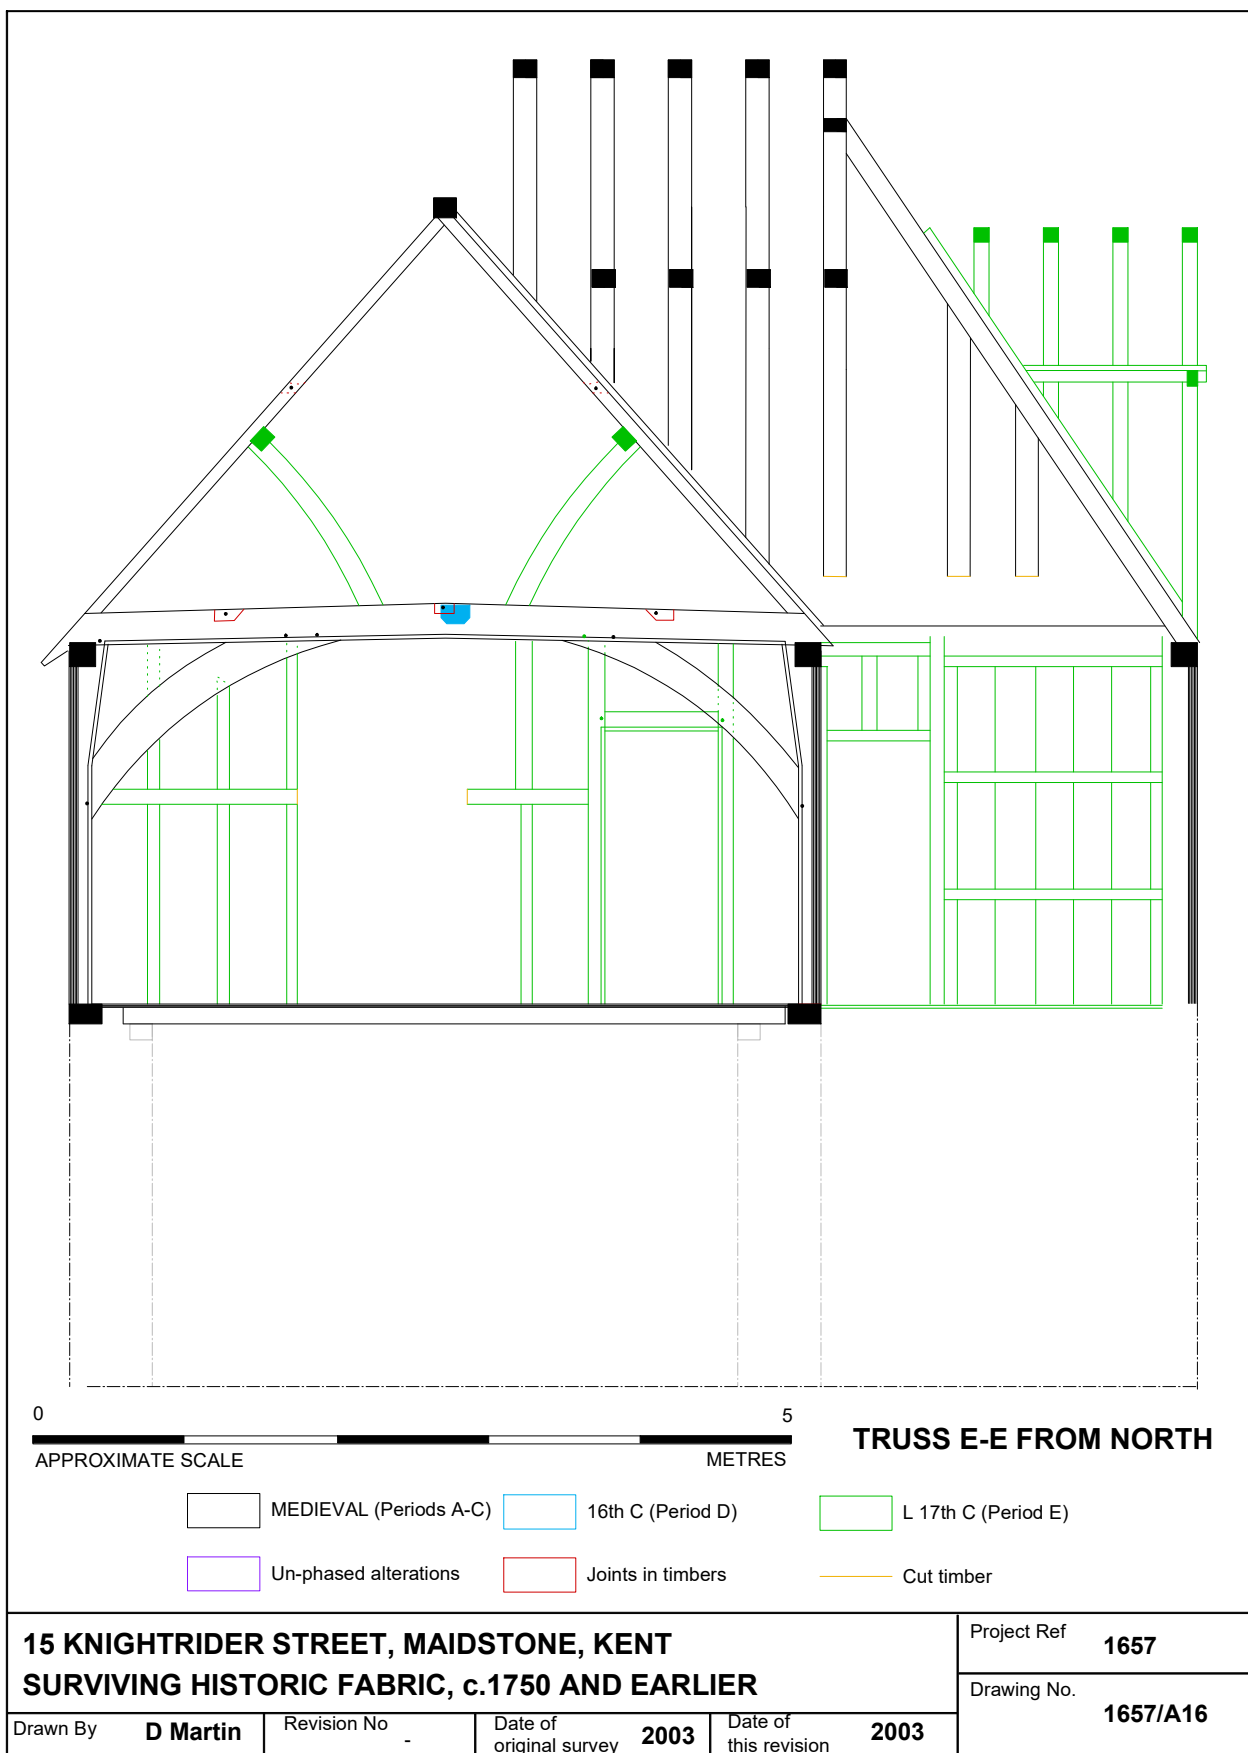 0 5
APPROXIMATE SCALE METRES
TRUSS E-E FROM NORTH
MEDIEVAL (Periods A-C) 16th C (Period D) L 17th C (Period E)
Un-phased alterations Joints in timbers Cut timber
15 KNIGHTRIDER STREET, MAIDSTONE, KENT
SURVIVING HISTORIC FABRIC, c.1750 AND EARLIER
Project Ref 1657
Drawing No.
1657/A16
Drawn By D Martin
Revision No
-
Date of
original survey 2003
Date of
this revision 2003